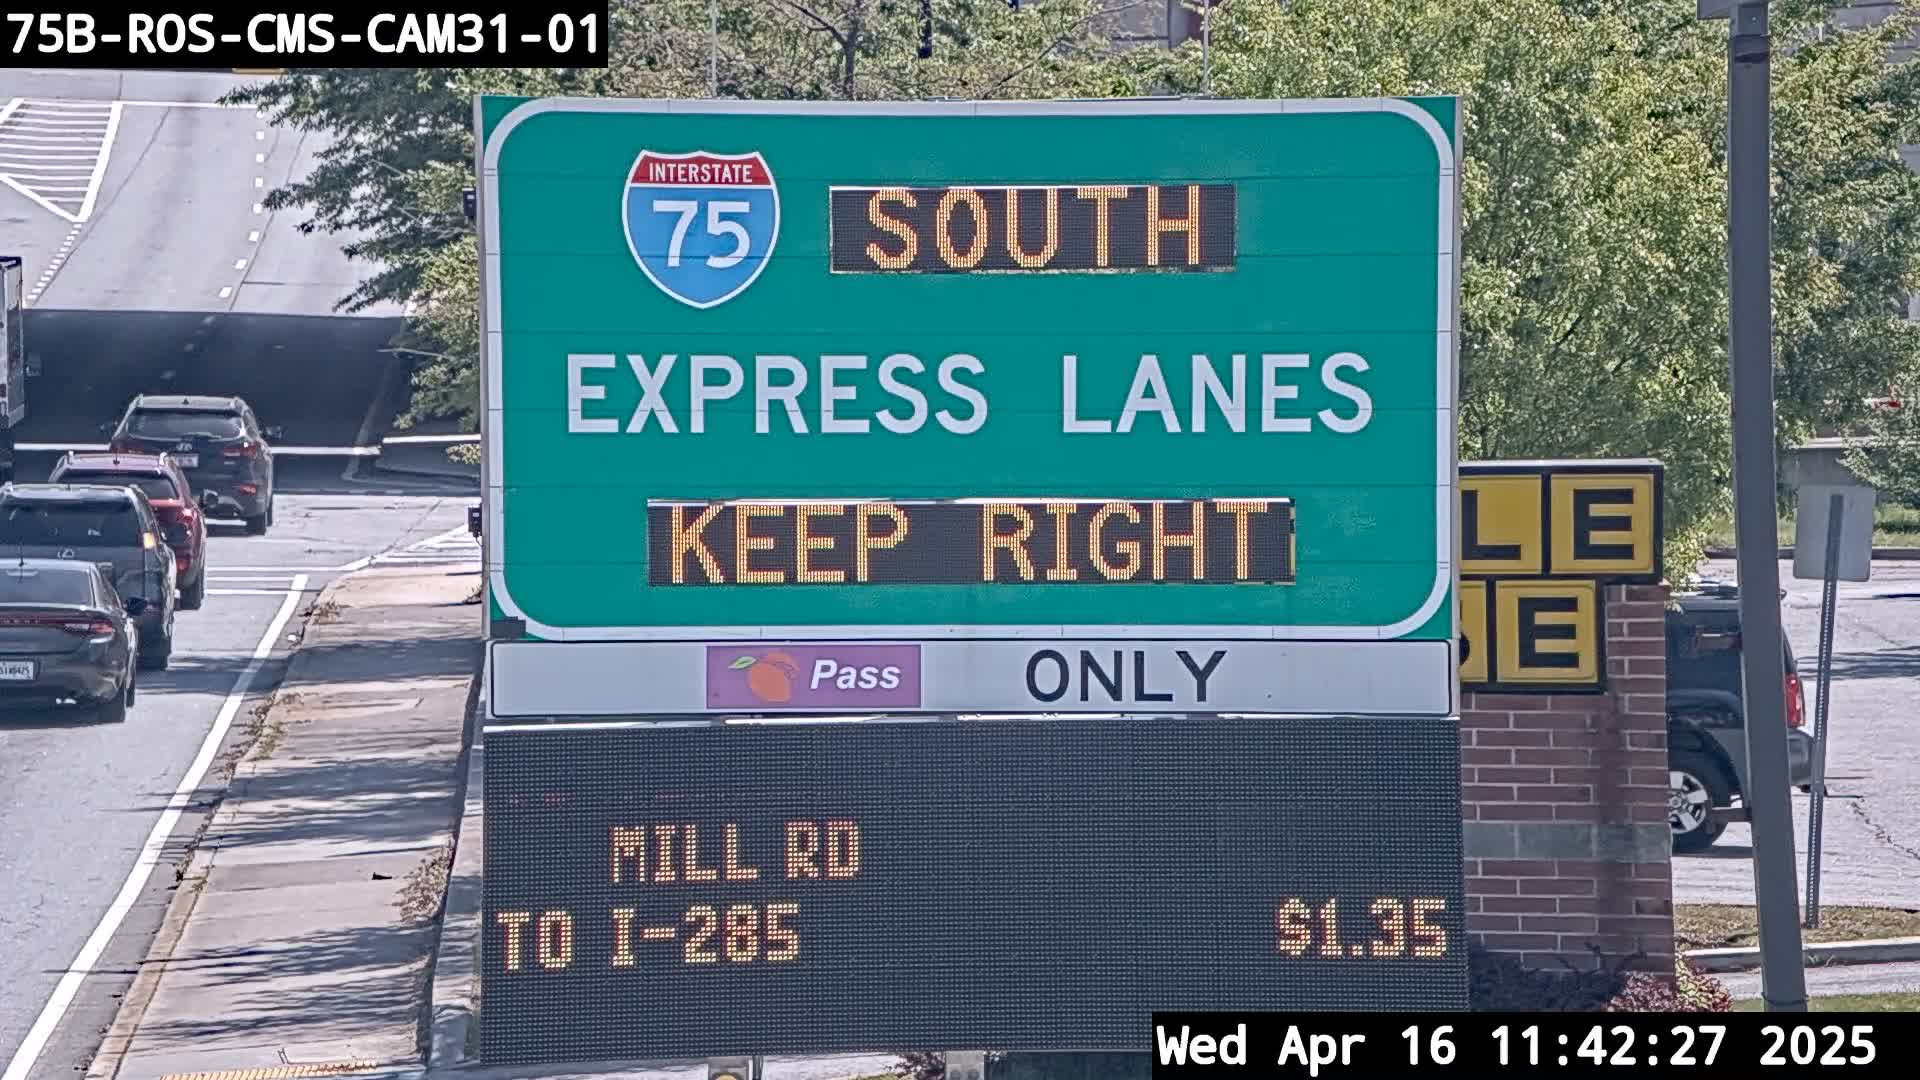 75B-ROS-CMS-CAM31-01
INTERSTATE
75
SOUTH
EXPRESS LANES
KEEP RIGHT
Pass ONLY
MILL RD
TO I-285 $1.35
LE
E
Wed Apr 16 11:42:27 2025